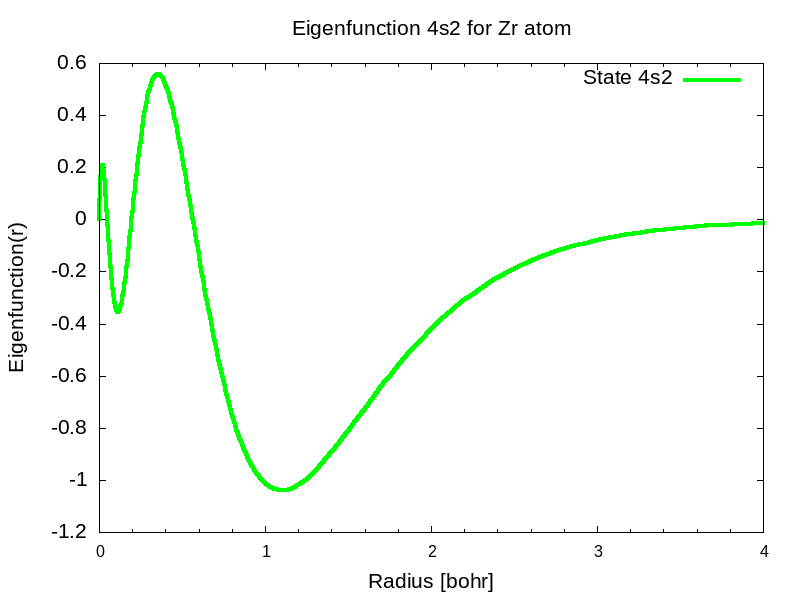 Eigenfunction 4s2 for Zr atom
State 4s2
0.6
0.4
0.2
0
-0.2
-0.4
-0.6
-0.8
-1
-1.2
Eigenfunction(r)
0 1 2 3 4
Radius [bohr]